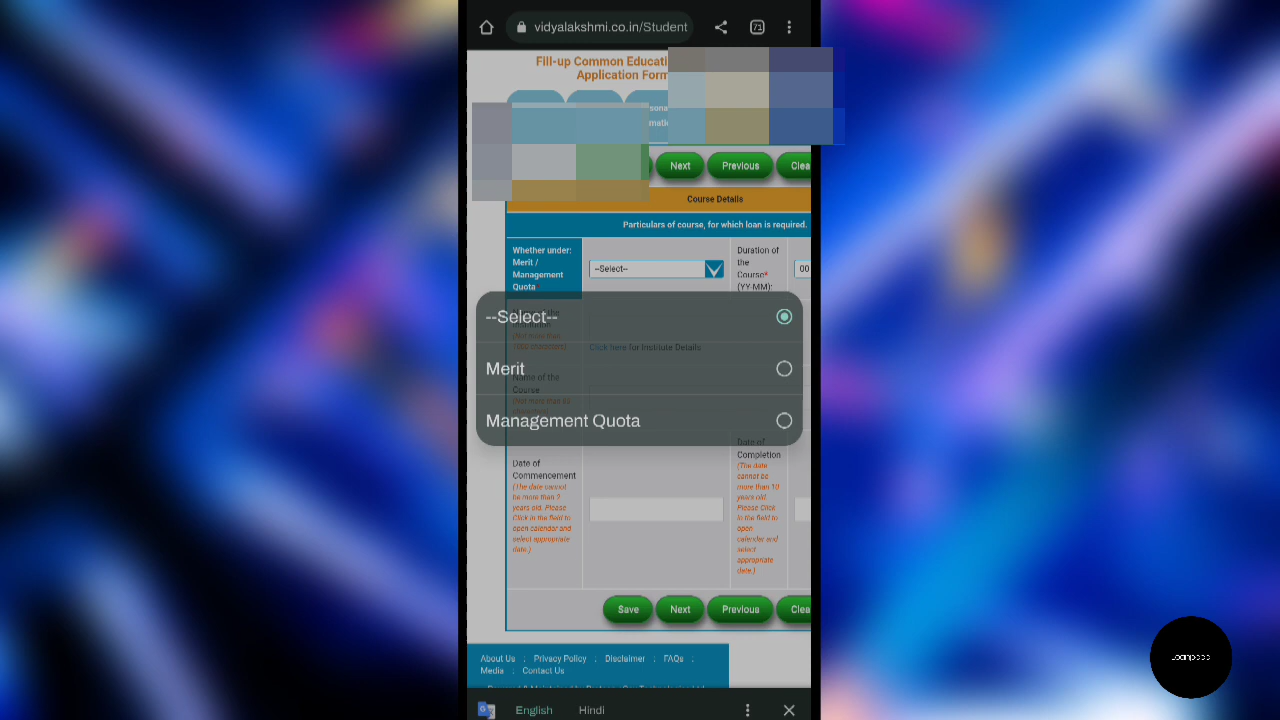 vidyalakshmi.co.in/Student
71
Fill-up Common Educati
Application Form
Next
Previous
Clea
Course Details
Particulars of course, for which loan is required.
Whether under:
Merit /
Management
Quota
--Select--
Duration of
the
Course*
(YY-MM):
00
--Select--
Click here for Institute Details
Merit
Name of the
Course
Management Quota
Date of
Commencement
(The date cannot
be more than 2
years old. Please
Click in the field to
open calendar and
select appropriate
date.)
Date of
Completion
(The date
cannot be
more than 10
years old.
Please Click
in the field to
open
calendar and
select
appropriate
date.)
Save
Next
Previous
Clea
About Us : Privacy Policy : Disclaimer : FAQs :
Media : Contact Us
English
Hindi